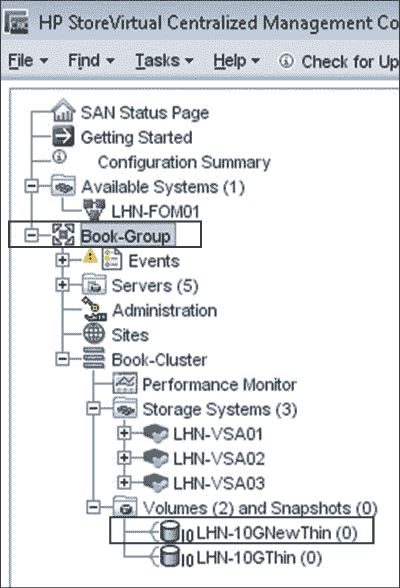 HP StoreVirtual Centralized Management Co
File Find Tasks Help Check for Up
SAN Status Page
Getting Started
Configuration Summary
Available Systems (1)
LHN-FOM01
Book-Group
Events
Servers (5)
Administration
Sites
Book-Cluster
Performance Monitor
Storage Systems (3)
LHN-VSA01
LHN-VSA02
LHN-VSA03
Volumes (2) and Snapshots (0)
LHN-10GNewThin (0)
LHN-10GThin (0)